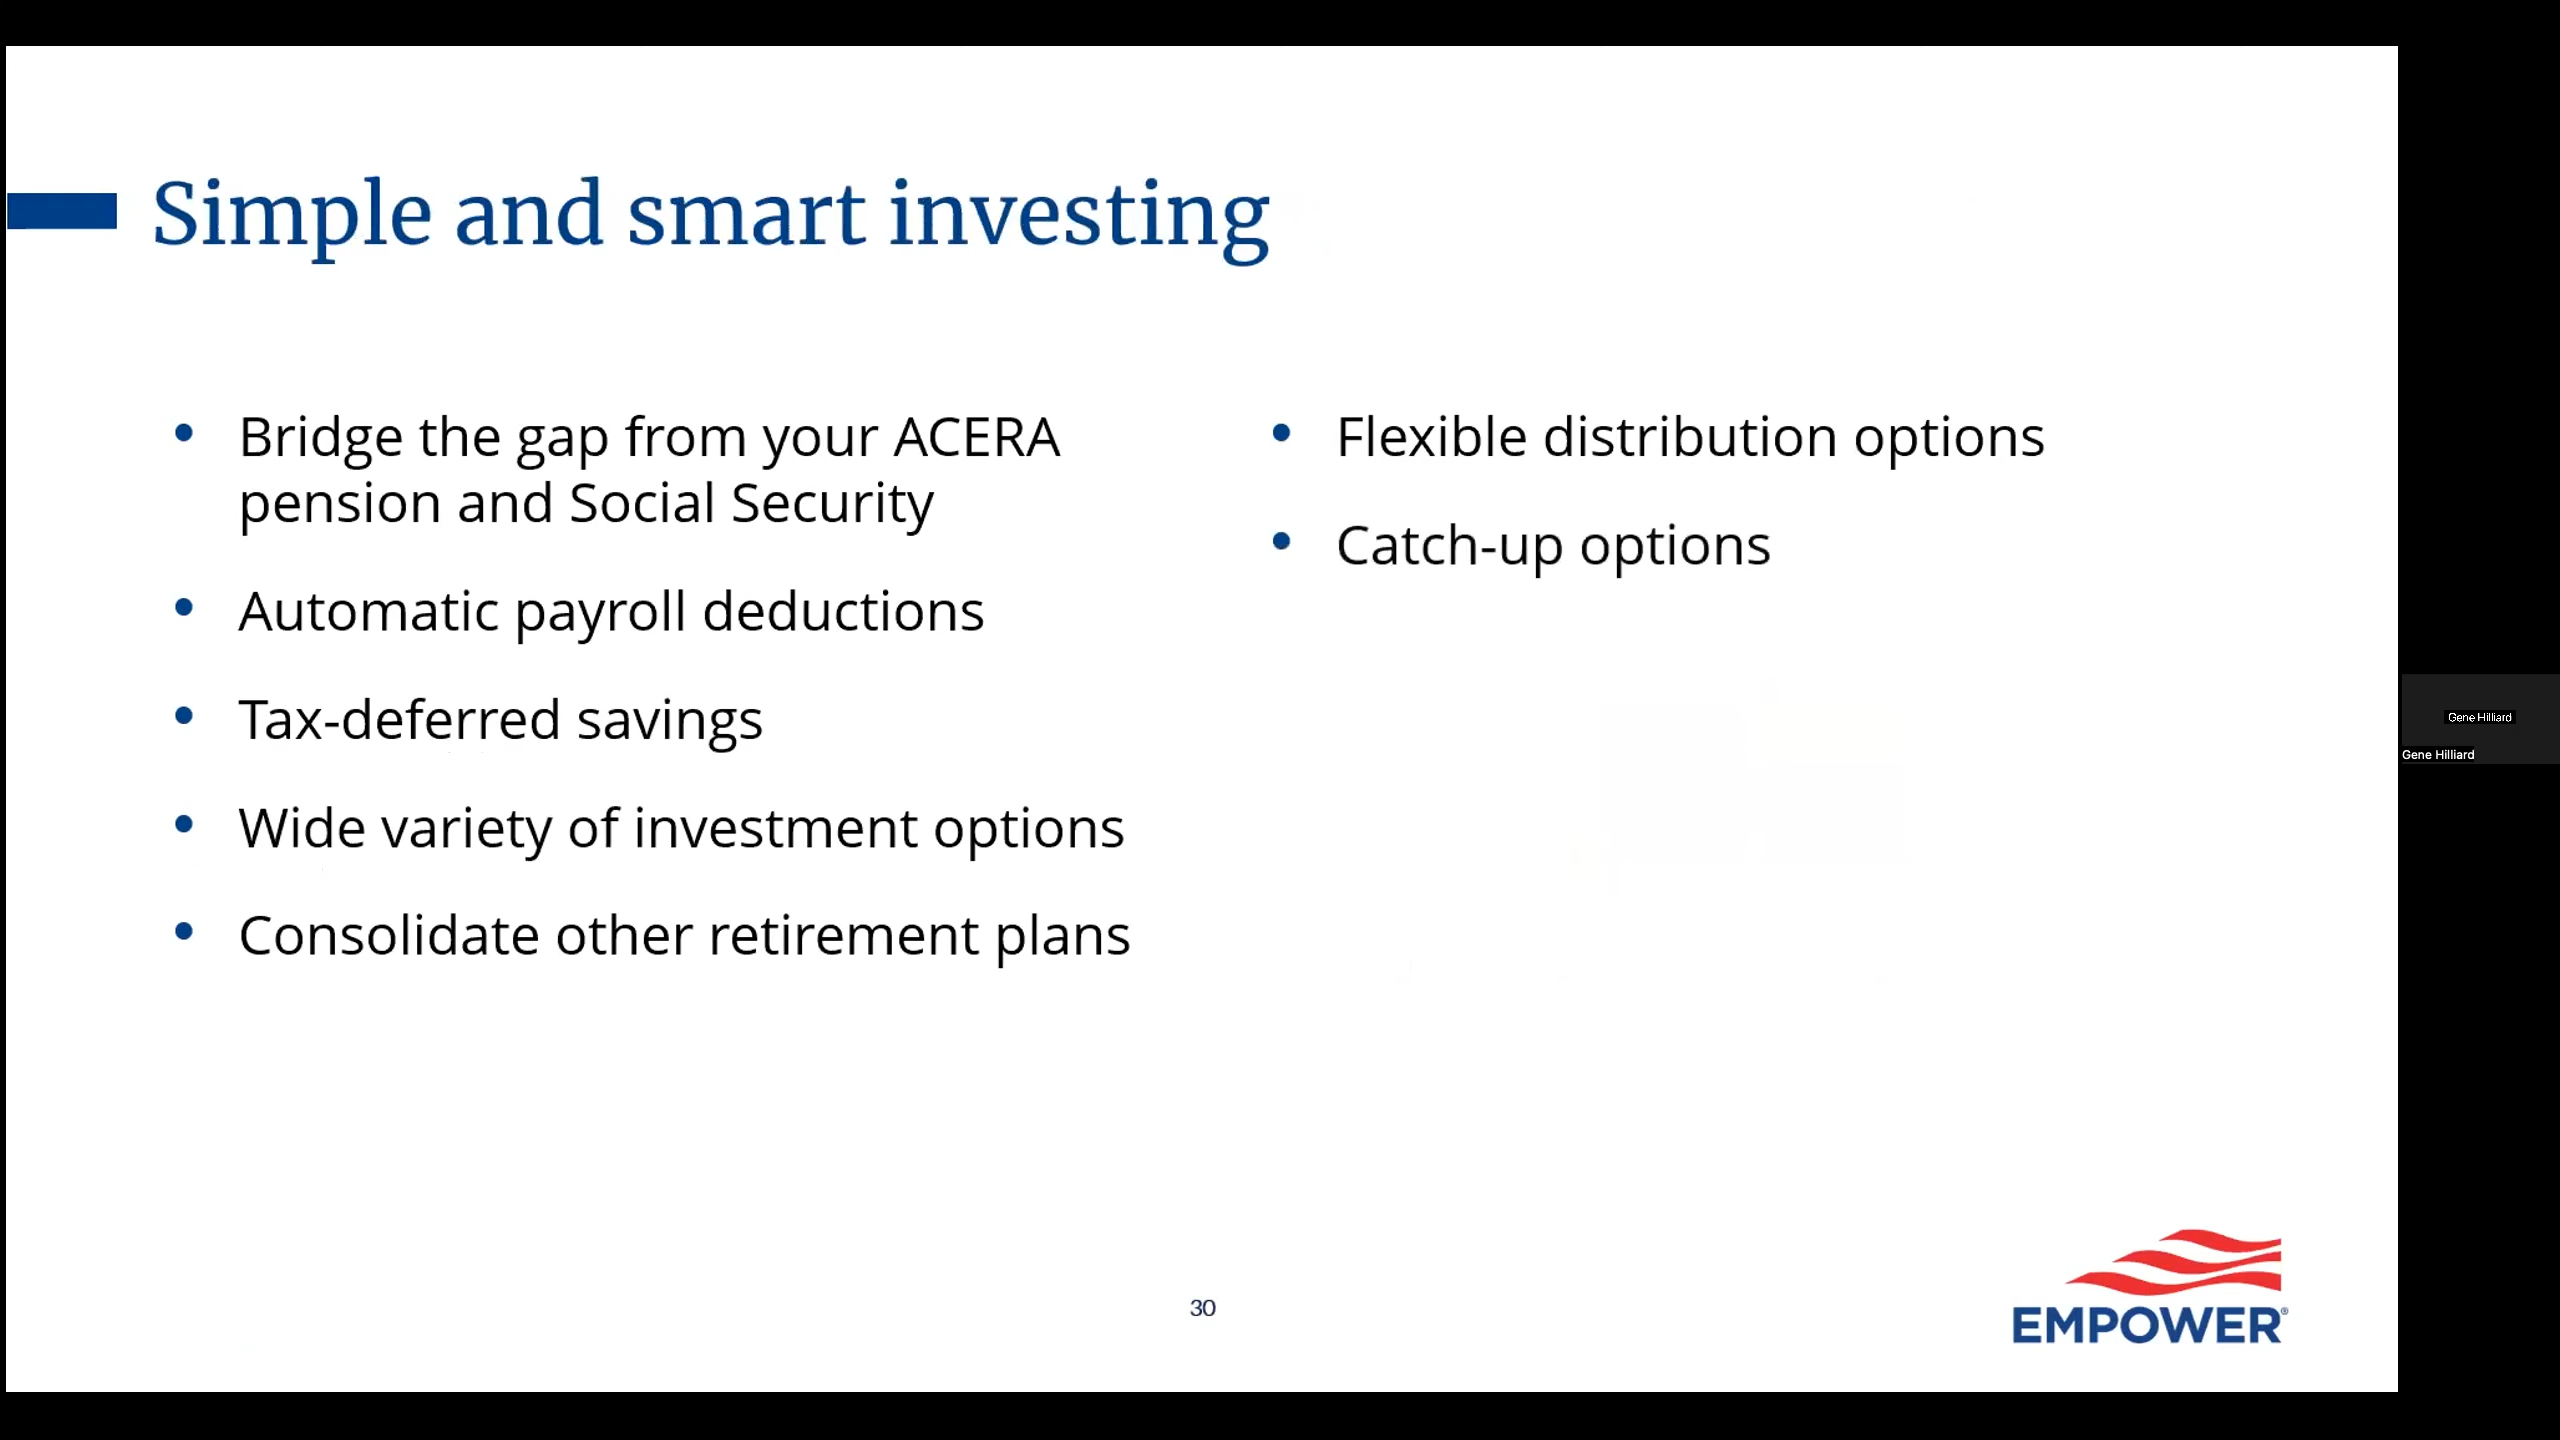 Simple and smart investing
• Bridge the gap from your ACERA
pension and Social Security
• Automatic payroll deductions
• Tax-deferred savings
• Wide variety of investment options
• Consolidate other retirement plans
• Flexible distribution options
• Catch-up options
30
EMPOWER®
Gene Hilliard
Gene Hilliard